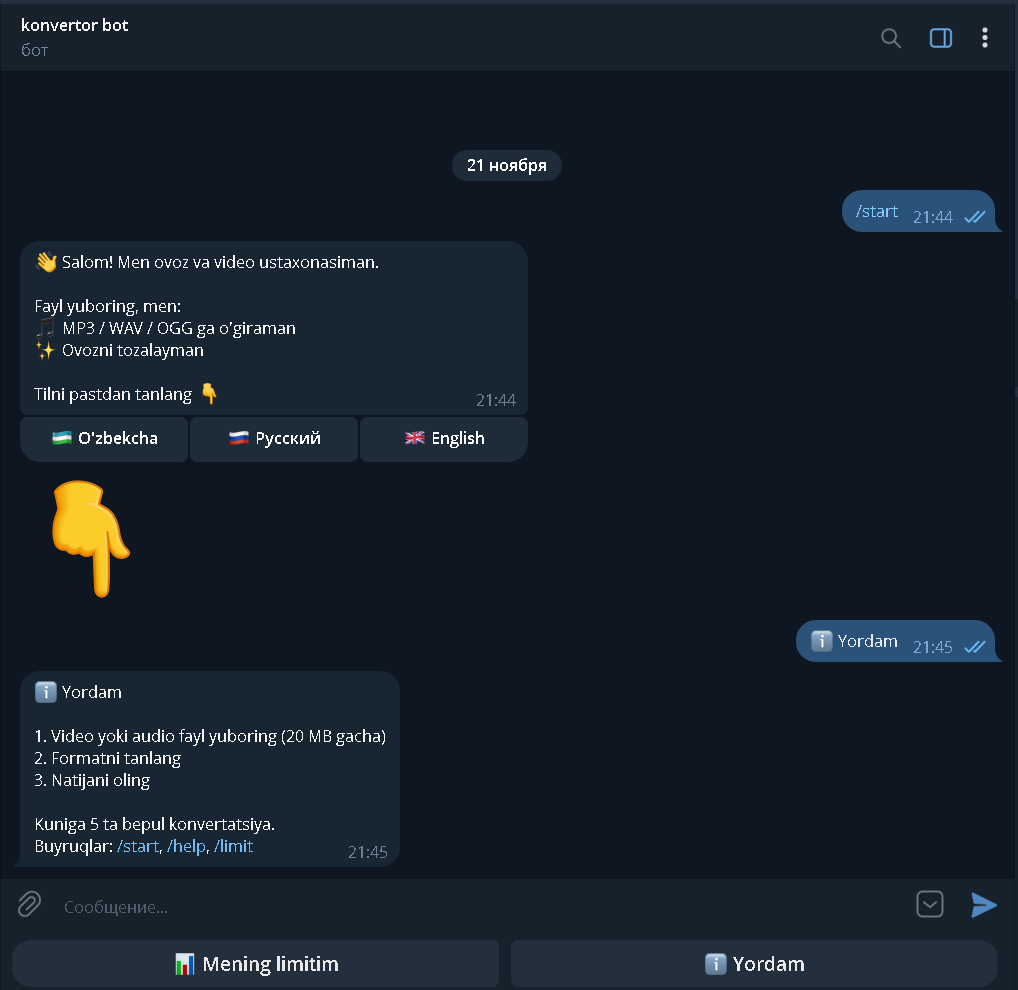 konvertor bot
бот
21 ноября
/start 21:44
👋 Salom! Men ovoz va video ustaxonasiman.
Fayl yuboring, men:
🎵 MP3 / WAV / OGG ga o‘giraman
✨ Ovozni tozalayman
Tilni pastdan tanlang 👇
21:44
🇺🇿 O'zbekcha
🇷🇺 Русский
🇬🇧 English
👇
ℹ️ Yordam 21:45
ℹ️ Yordam
1. Video yoki audio fayl yuboring (20 MB gacha)
2. Formatni tanlang
3. Natijani oling
Kuniga 5 ta bepul konvertatsiya.
Buyruqlar: /start, /help, /limit
21:45
Сообщение...
📊 Mening limitim
ℹ️ Yordam